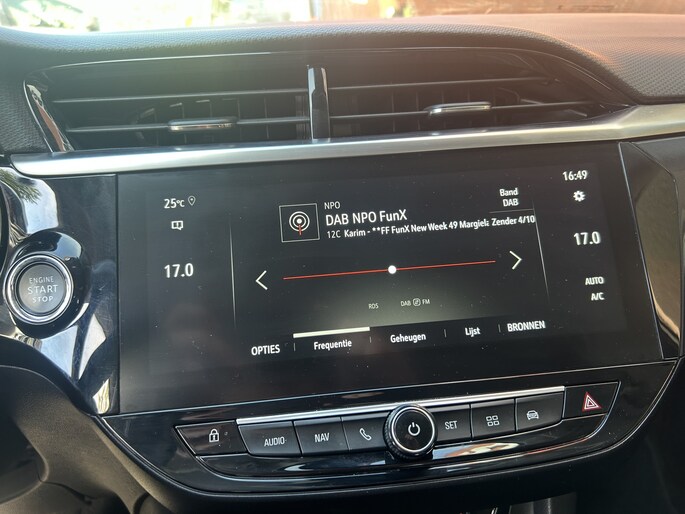 25°C
17.0
NPO
DAB NPO FunX
12C Karim - **FF FunX New Week 49 Margiel
Band
DAB
Zender 4/10
16:49
17.0
AUTO
A/C
RDS
DAB FM
OPTIES
Frequentie
Geheugen
Lijst
BRONNEN
ENGINE
START
STOP
AUDIO
NAV
SET